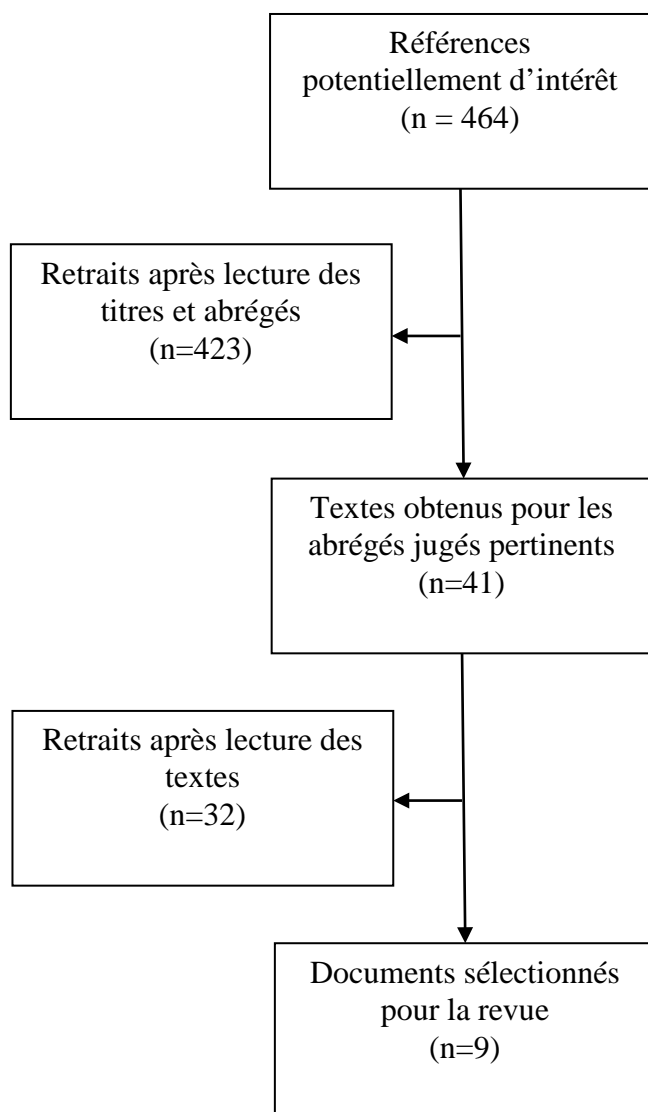 Références
potentiellement d’intérêt
(n = 464)
Retraits après lecture des
titres et abrégés
(n=423)
Textes obtenus pour les
abrégés jugés pertinents
(n=41)
Retraits après lecture des
textes
(n=32)
Documents sélectionnés
pour la revue
(n=9)